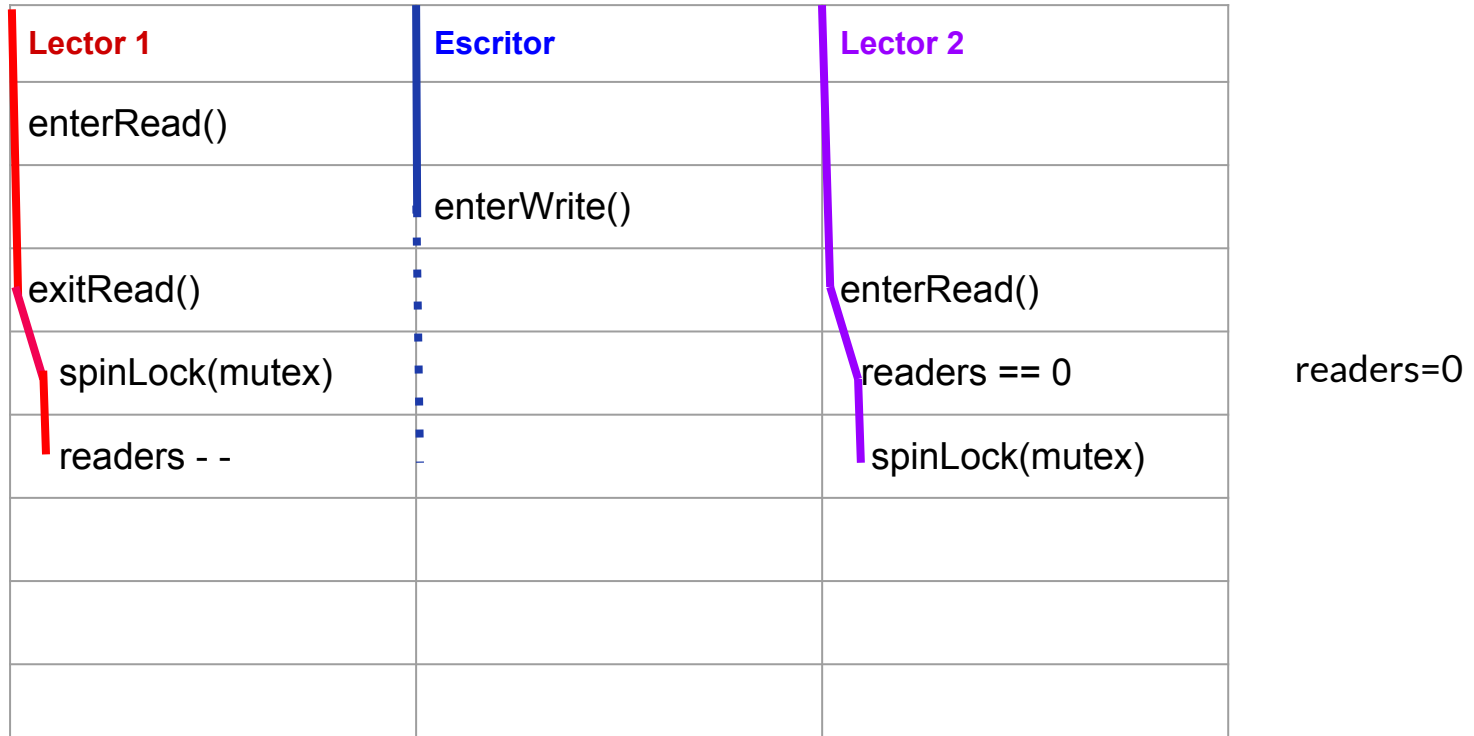 Lector 1 Escritor Lector 2
enterRead()
enterWrite()
exitRead() enterRead()
spinLock(mutex) readers == 0 readers=0
readers - - spinLock(mutex)